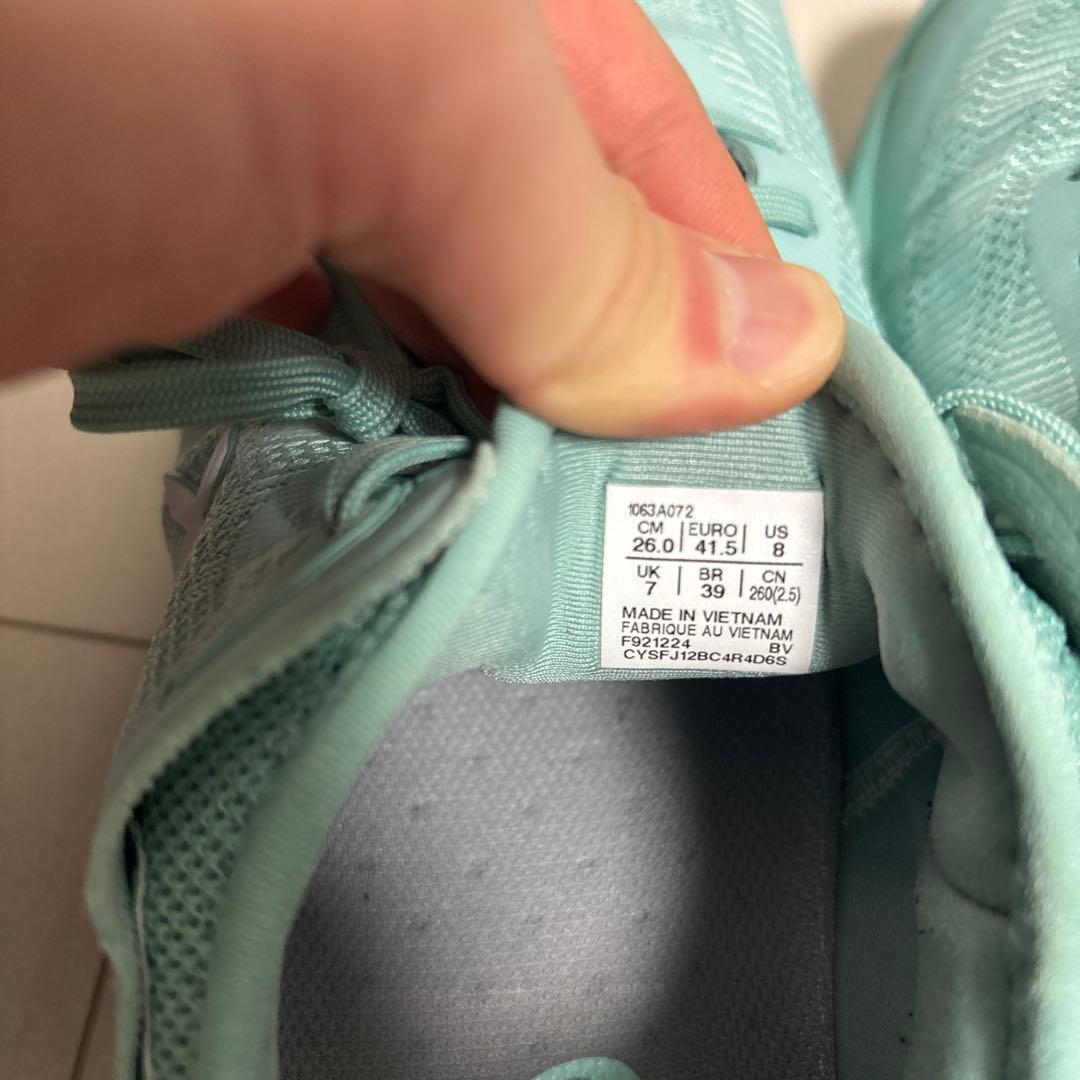 1063A072
CM | EURO | US
26.0 | 41.5 | 8
UK | BR | CN
7 | 39 | 260(2.5)
MADE IN VIETNAM
FABRIQUE AU VIETNAM
F921224 BV
CYSFJ12BC4R4D6S